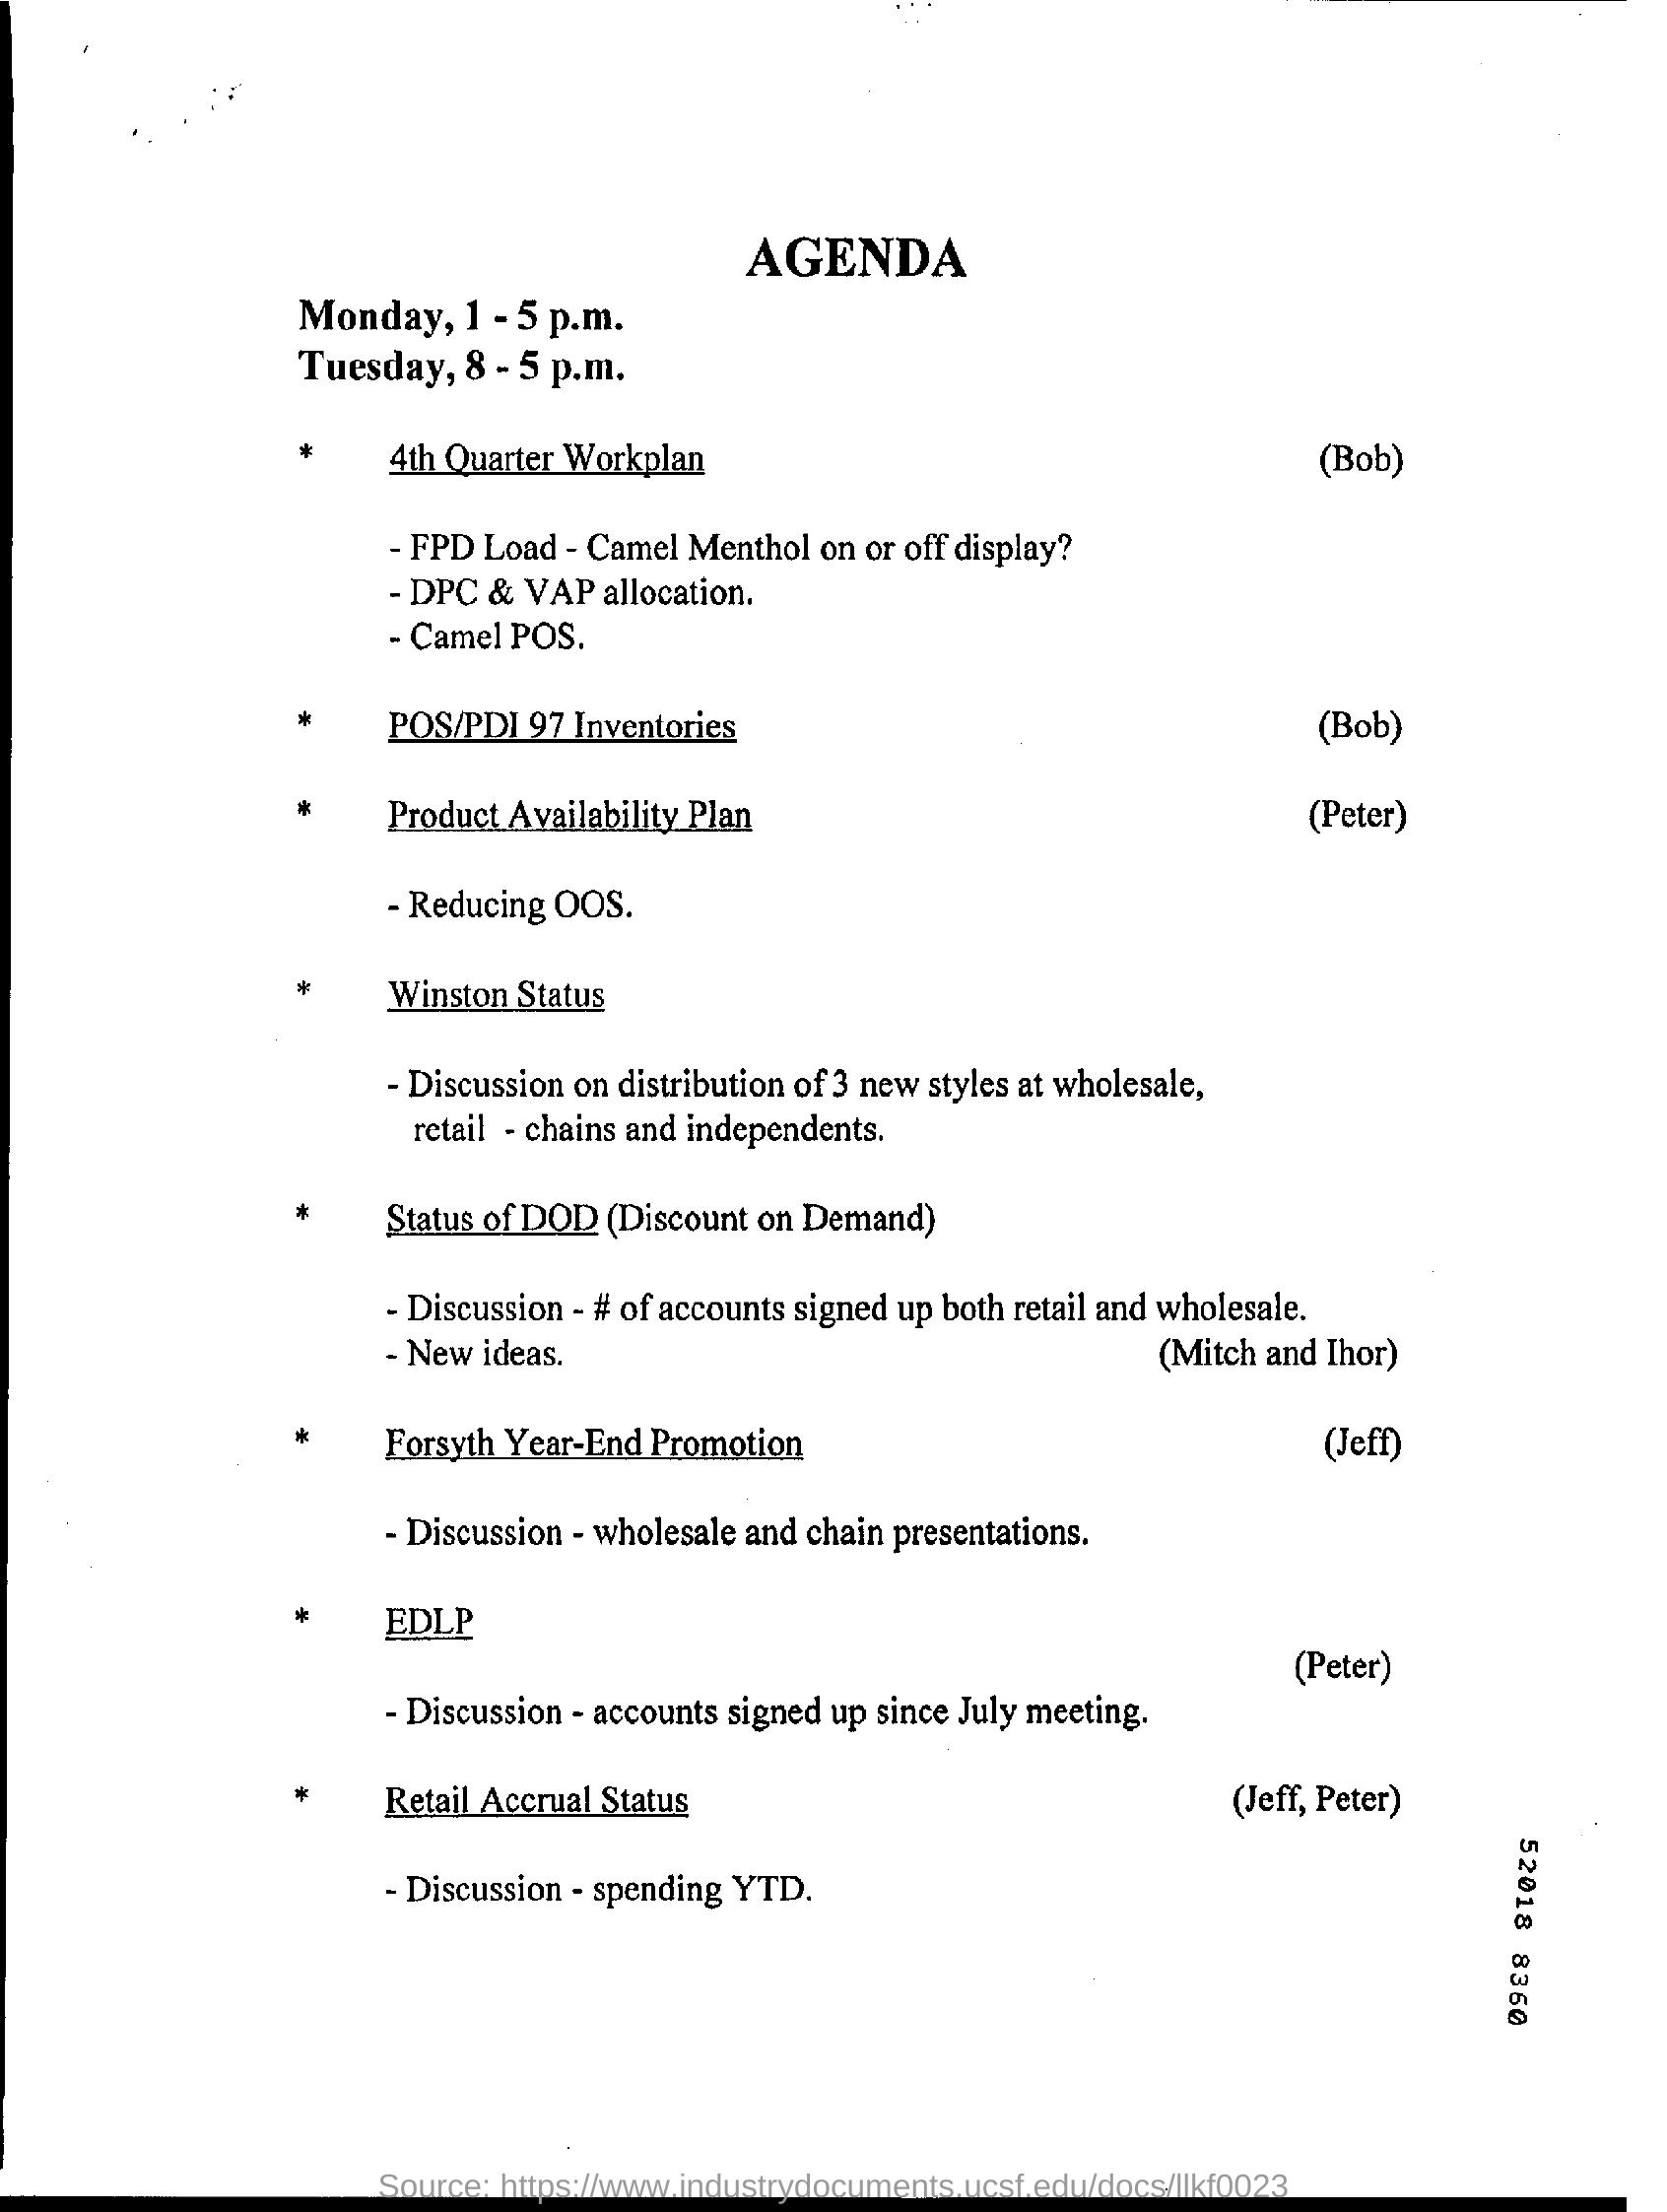 AGENDA
Monday, 1 - 5 p.m.
Tuesday, 8 - 5 p.m.
* 4th Quarter Workplan (Bob)
- FPD Load - Camel Menthol on or off display?
- DPC & VAP allocation.
- Camel POS.
* POS/PDI 97 Inventories (Bob)
* Product Availability Plan (Peter)
- Reducing OOS.
* Winston Status
- Discussion on distribution of 3 new styles at wholesale,
retail - chains and independents.
* Status of DOD (Discount on Demand)
- Discussion - # of accounts signed up both retail and wholesale.
- New ideas. (Mitch and Ihor)
* Forsyth Year-End Promotion (Jeff)
- Discussion - wholesale and chain presentations.
* EDLP
(Peter)
- Discussion - accounts signed up since July meeting.
* Retail Accrual Status (Jeff, Peter)
- Discussion - spending YTD.
52018 8360
Source: https://www.industrydocuments.ucsf.edu/docs/llkf0023